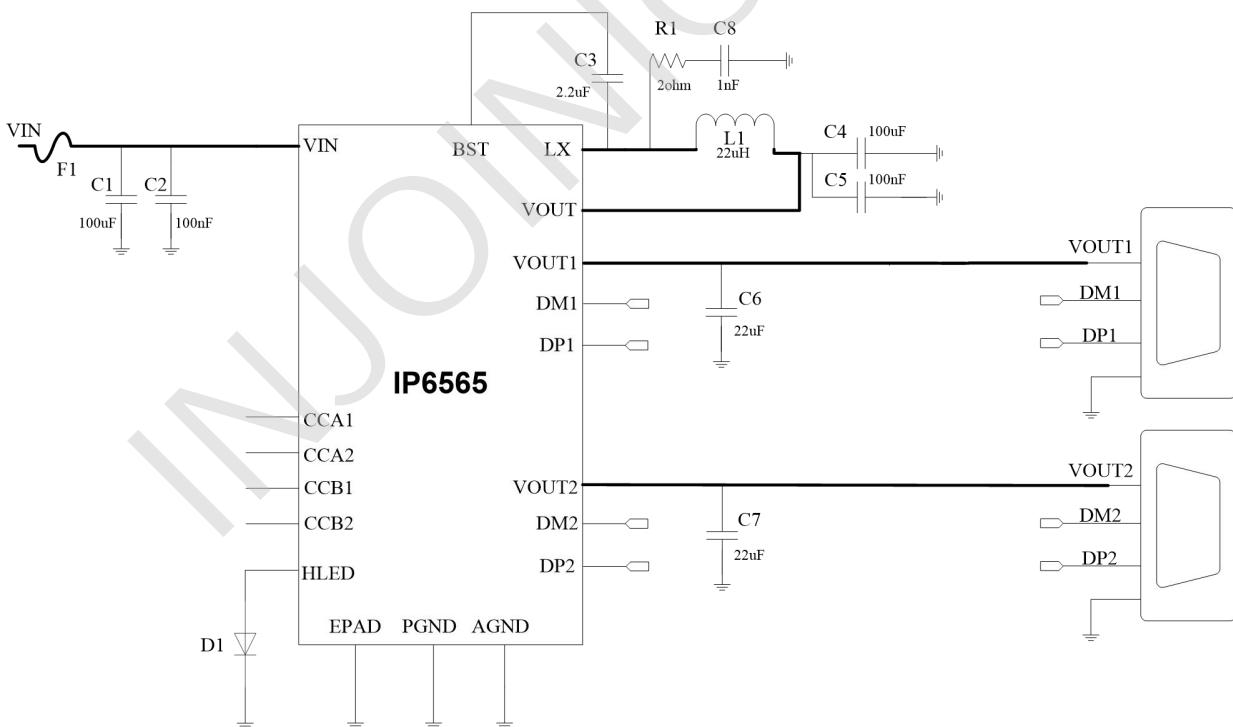 R1 C8
C3
2.2uF
2ohm 1nF
VIN
F1
C1 C2
100uF 100nF
VIN
BST
LX
L1
22uH
C4 100uF
C5 100nF
VOUT
VOUT1
DM1
DP1
C6
22uF
VOUT1
DM1
DP1
IP6565
CCA1
CCA2
CCB1
CCB2
HLED
VOUT2
DM2
DP2
C7
22uF
VOUT2
DM2
DP2
EPAD PGND AGND
D1
INJOINIC